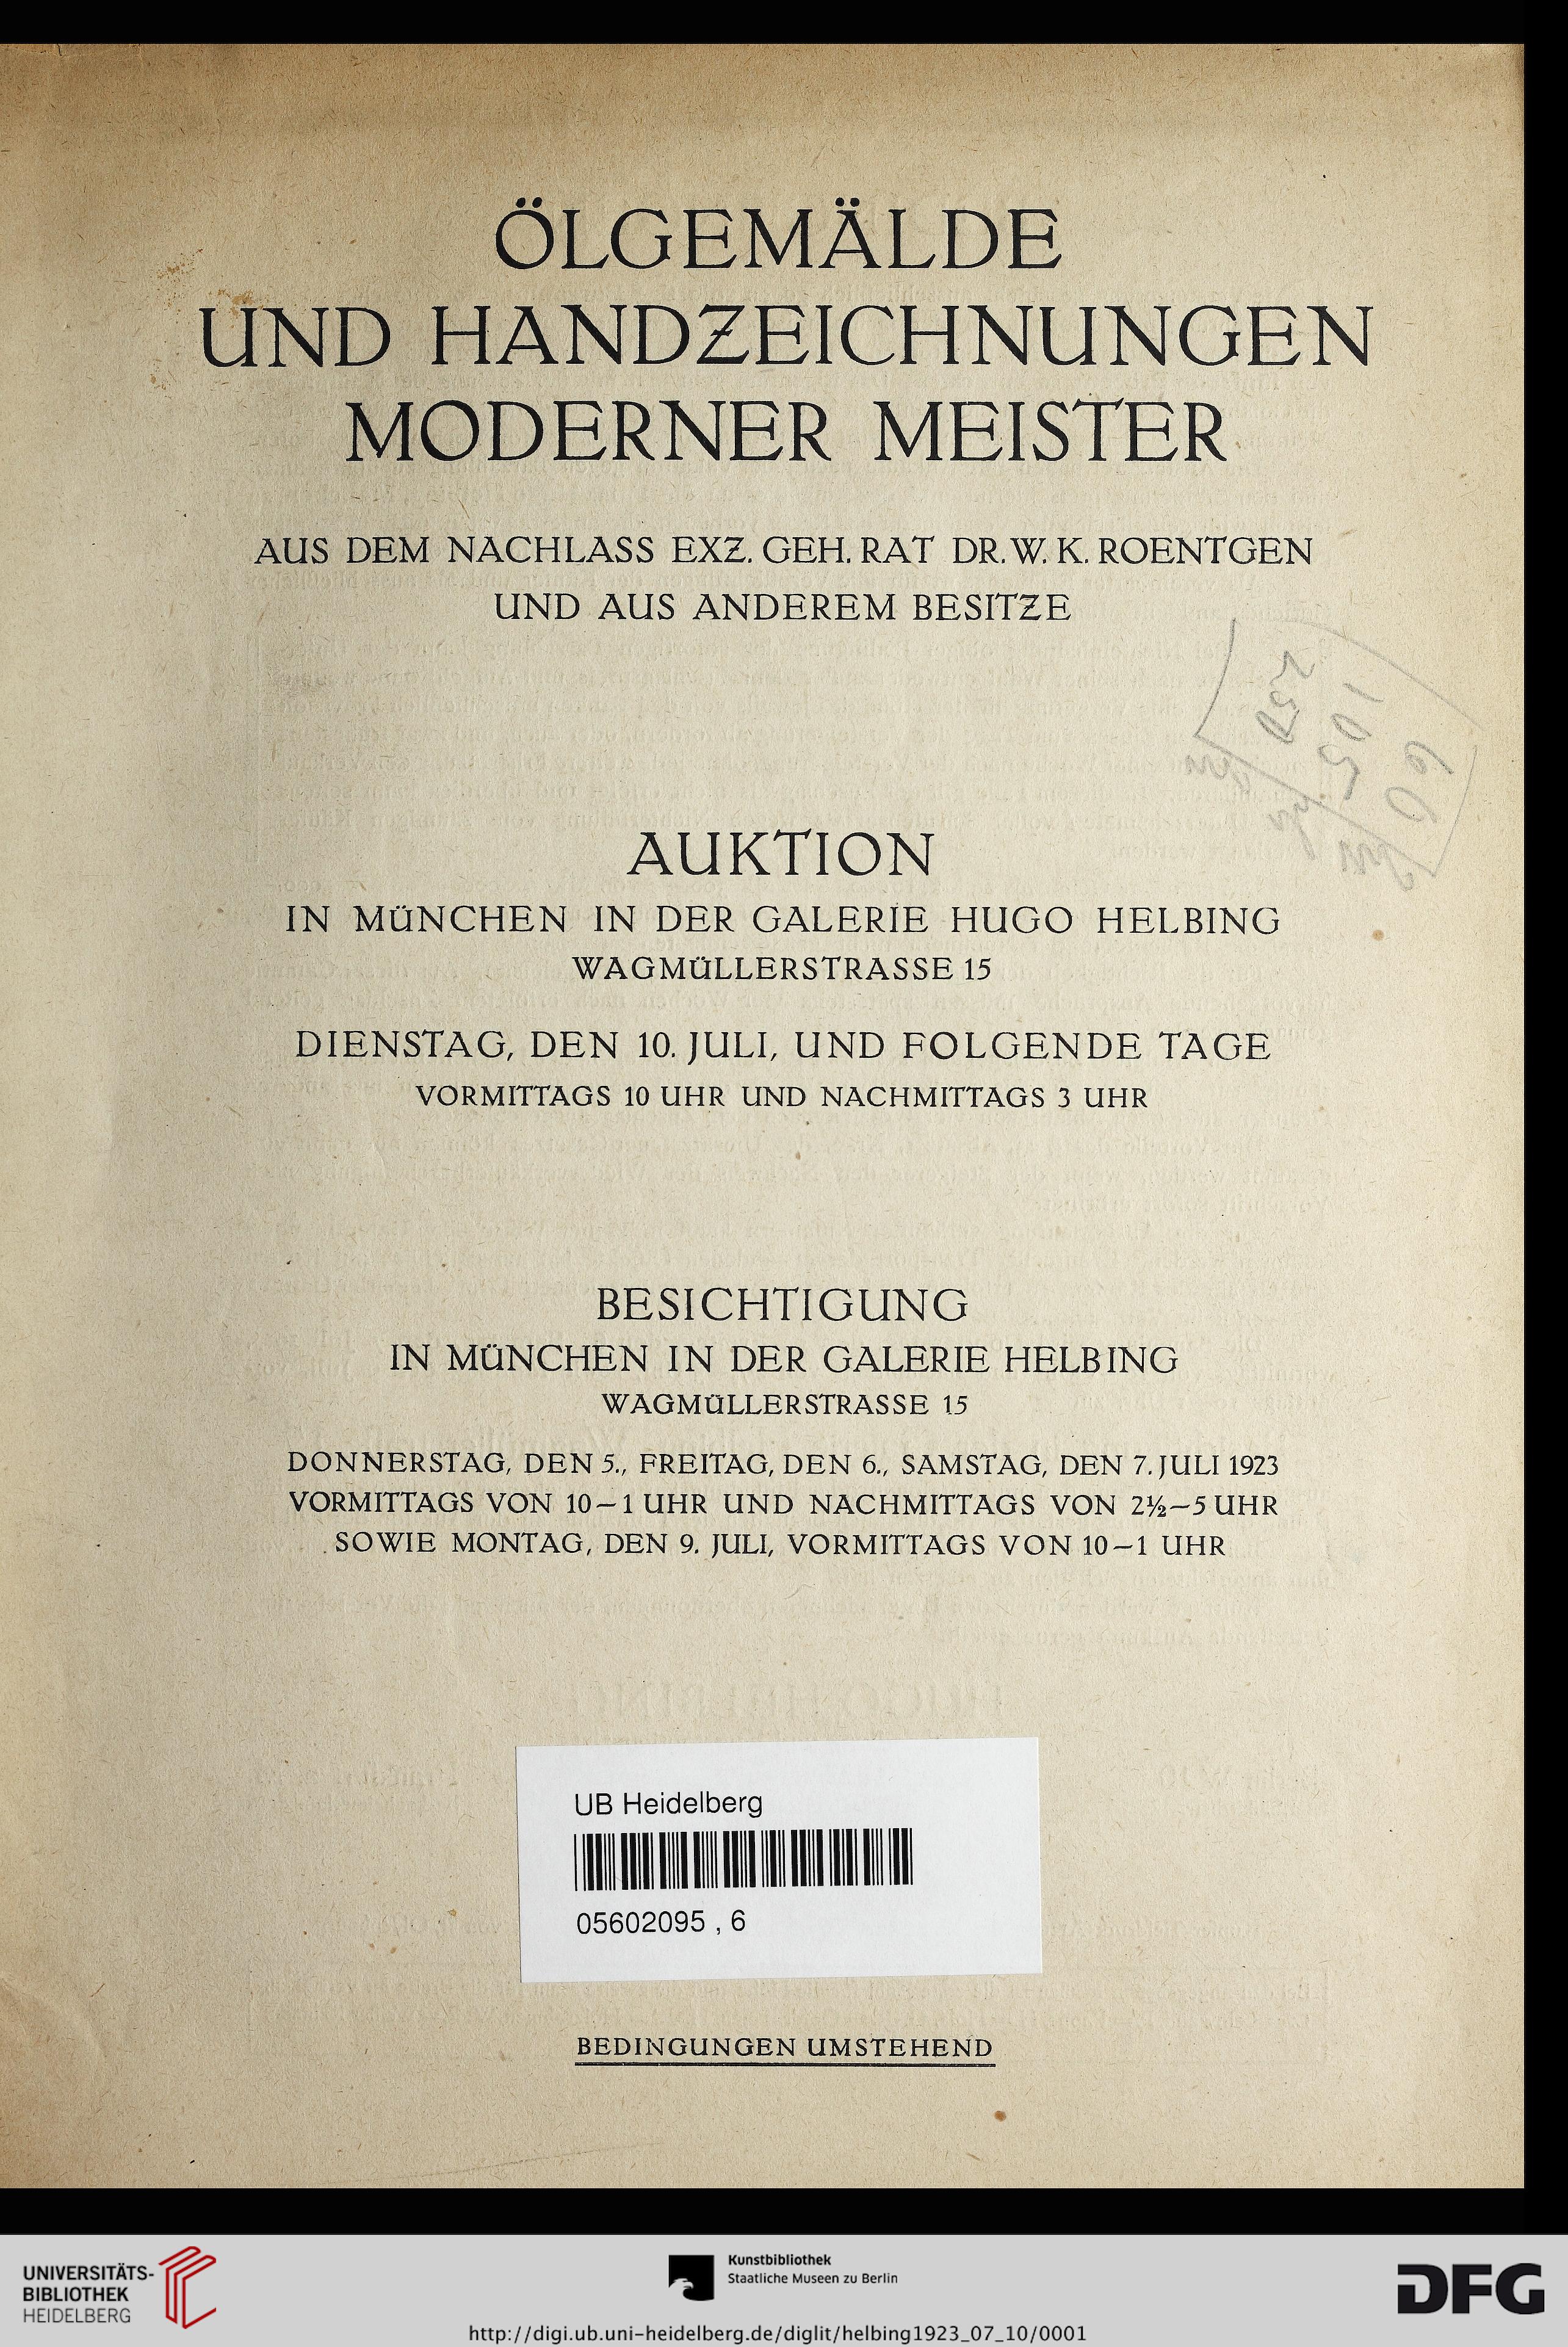 ÖLGEMÄLDE
UND HANDZEICHNUNGEN
MODERNER MEISTER
AUS DEM NACHLASS EXZ. GEH. RAT DR. W. K. ROENTGEN
UND AUS ANDEREM BESITZE
250
105
60
AUKTION
IN MÜNCHEN IN DER GALERIE HUGO HELBING
WAGMÜLLERSTRASSE 15
DIENSTAG, DEN 10. JULI, UND FOLGENDE TAGE
VORMITTAGS 10 UHR UND NACHMITTAGS 3 UHR
BESICHTIGUNG
IN MÜNCHEN IN DER GALERIE HELBING
WAGMÜLLERSTRASSE 15
DONNERSTAG, DEN 5., FREITAG, DEN 6., SAMSTAG, DEN 7. JULI 1923
VORMITTAGS VON 10–1 UHR UND NACHMITTAGS VON 2½–5 UHR
SOWIE MONTAG, DEN 9. JULI, VORMITTAGS VON 10–1 UHR
UB Heidelberg
05602095 , 6
BEDINGUNGEN UMSTEHEND
UNIVERSITÄTS-
BIBLIOTHEK
HEIDELBERG
Kunstbibliothek
Staatliche Museen zu Berlin
DFG
http://digi.ub.uni-heidelberg.de/diglit/helbing1923_07_10/0001